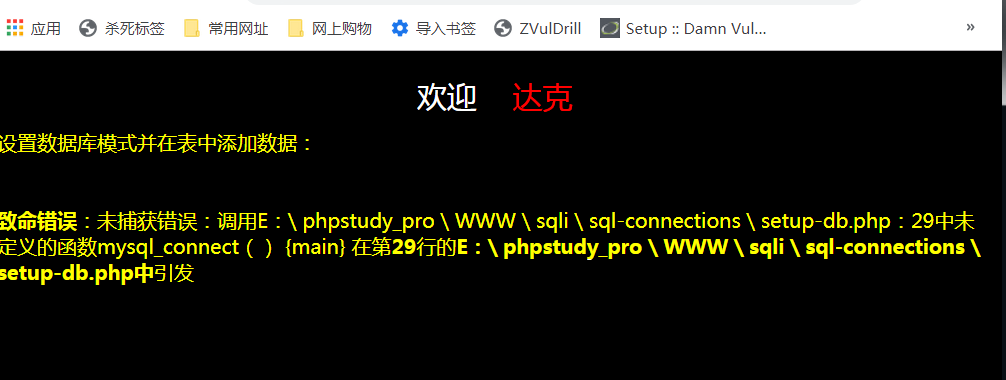 应用 杀死标签 常用网址 网上购物 导入书签 ZVulDrill Setup :: Damn Vul... »
欢迎 达克
设置数据库模式并在表中添加数据：
致命错误：未捕获错误：调用E：\ phpstudy_pro \ WWW \ sqli \ sql-connections \ setup-db.php：29中未
定义的函数mysql_connect（ ） {main} 在第29行的E：\ phpstudy_pro \ WWW \ sqli \ sql-connections \
setup-db.php中引发